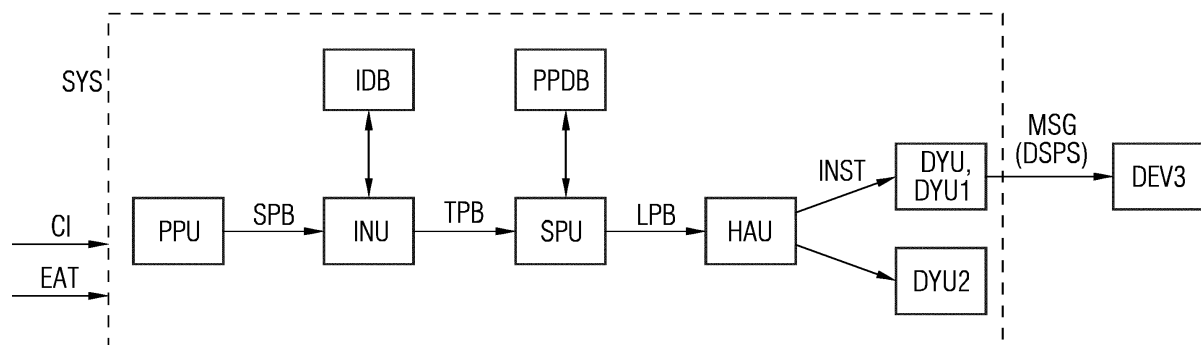 SYS
IDB
PPDB
MSG
(DSPS)
INST
DYU,
DYU1
DEV3
CI
PPU
SPB
INU
TPB
SPU
LPB
HAU
EAT
DYU2